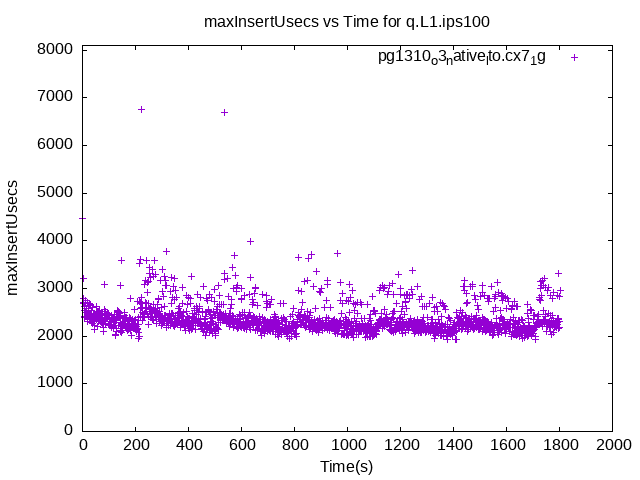 maxInsertUsecs vs Time for q.L1.ips100
pg1310o3native_lto.cx71g
8000
7000
6000
5000
4000
3000
2000
1000
0
maxInsertUsecs
0 200 400 600 800 1000 1200 1400 1600 1800 2000
Time(s)